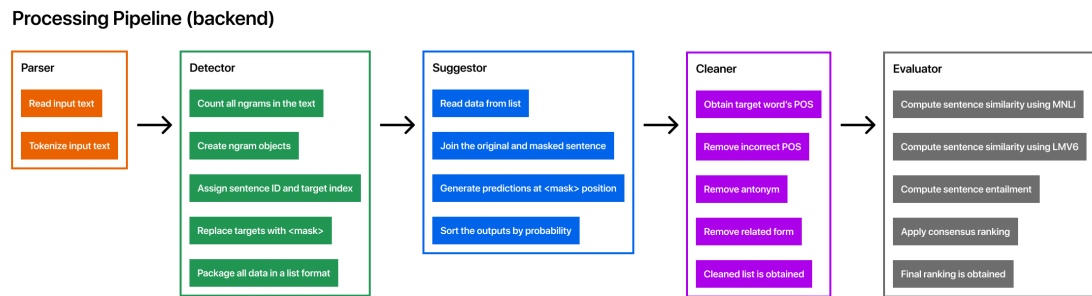 Processing Pipeline (backend)
Parser
Read input text
Tokenize input text
Detector
Count all ngrams in the text
Create ngram objects
Assign sentence ID and target index
Replace targets with <mask>
Package all data in a list format
Suggestor
Read data from list
Join the original and masked sentence
Generate predictions at <mask> position
Sort the outputs by probability
Cleaner
Obtain target word's POS
Remove incorrect POS
Remove antonym
Remove related form
Cleaned list is obtained
Evaluator
Compute sentence similarity using MNLI
Compute sentence similarity using LMV6
Compute sentence entailment
Apply consensus ranking
Final ranking is obtained